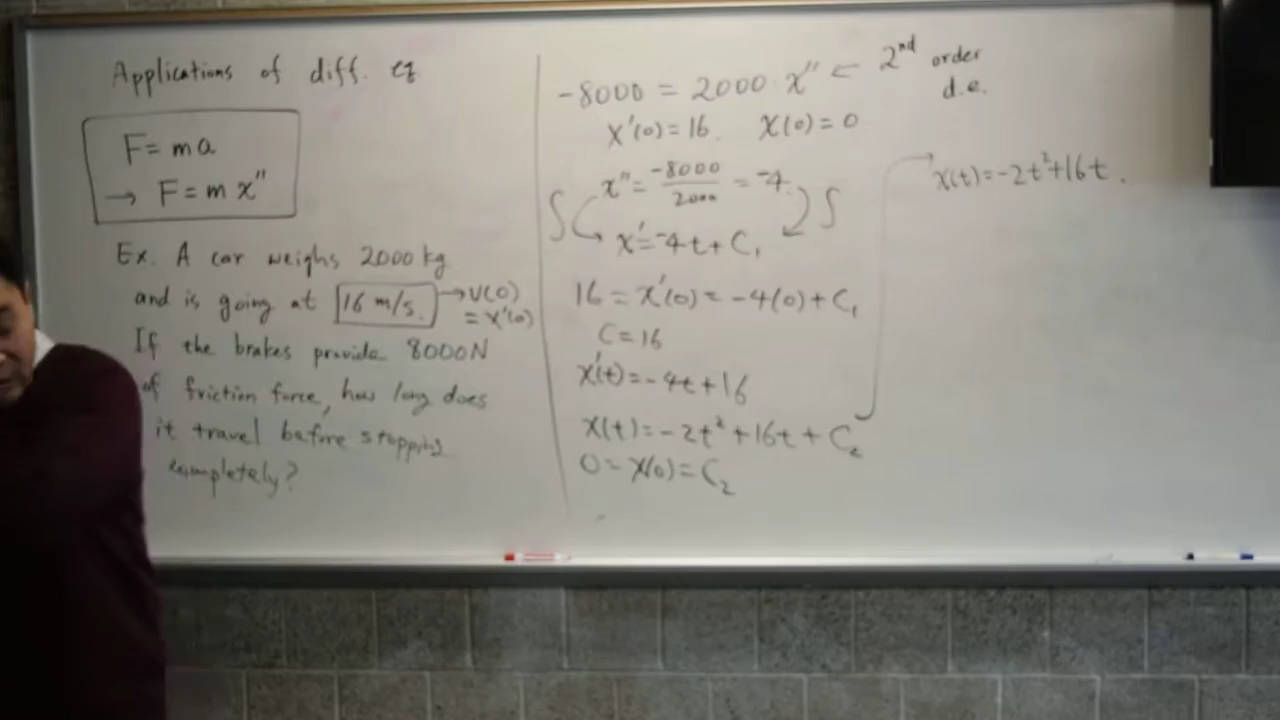 Applications of diff. eq
F = ma
→ F = m x"
Ex. A car weighs 2000 kg
and is going at 16 m/s. → V(0)
= x'(0)
If the brakes provide 8000N
of friction force, how long does
it travel before stopping
completely?
-8000 = 2000 · x" ← 2nd order
d.e.
x'(0) = 16. x(0) = 0
x" = -8000/2000 = -4
∫ ∫
x' = -4t + C₁
16 = x'(0) = -4(0) + C₁
C = 16
x'(t) = -4t + 16
x(t) = -2t² + 16t + C₂
0 = x(0) = C₂
x(t) = -2t² + 16t.